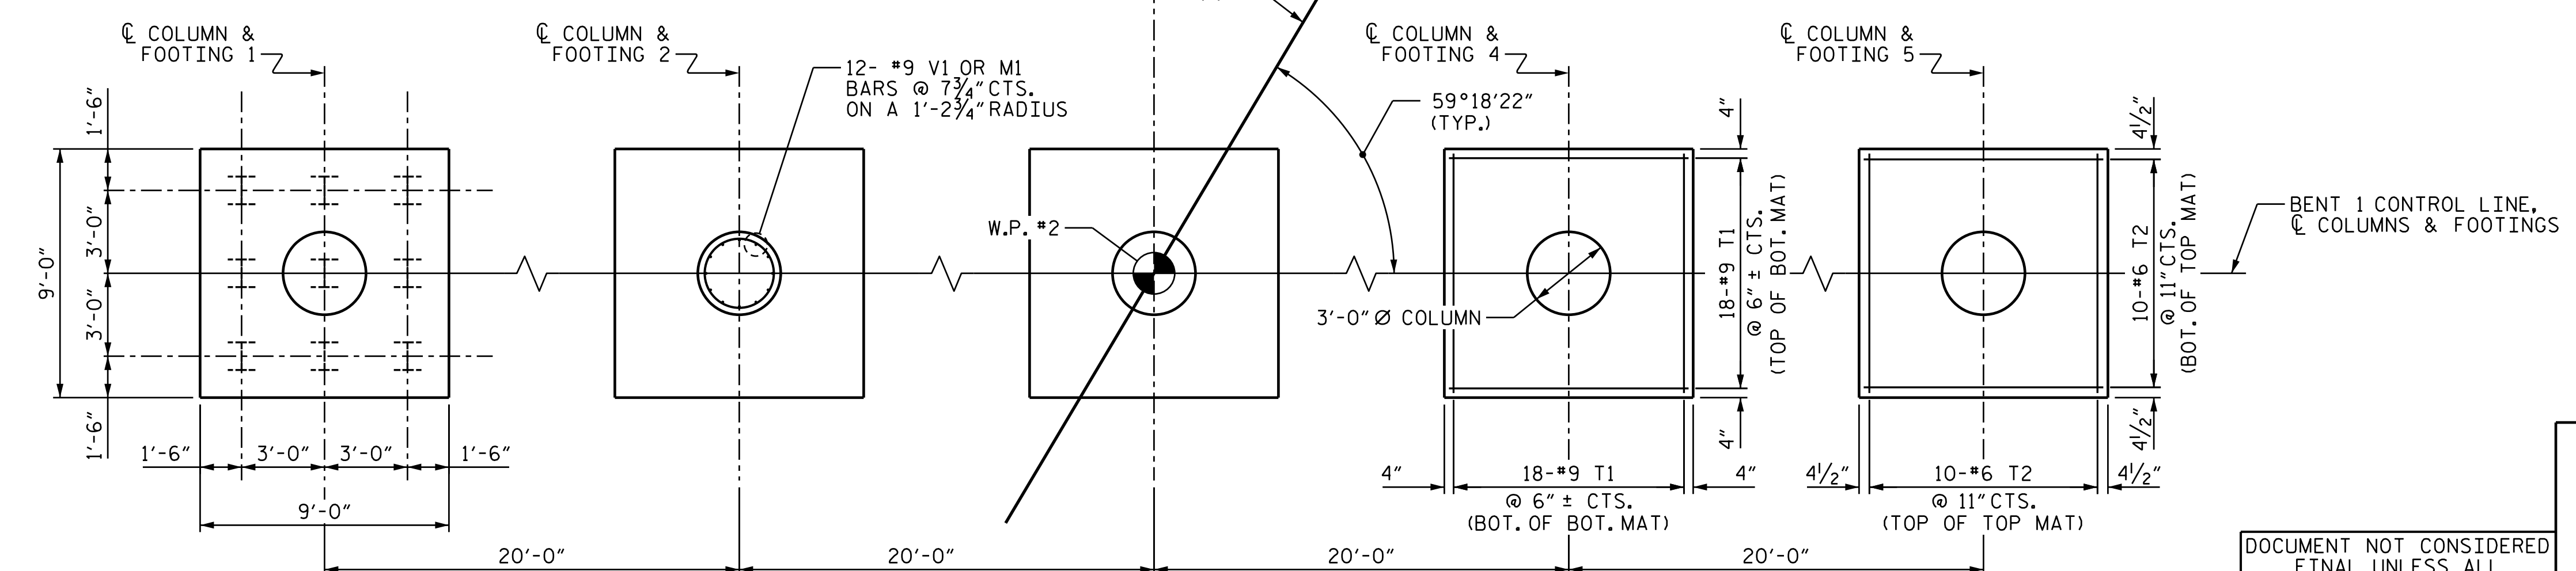 ℄ COLUMN &
FOOTING 1
℄ COLUMN &
FOOTING 2
12- #9 V1 OR M1
BARS @ 7¾" CTS.
ON A 1'-2¾" RADIUS
℄ COLUMN &
FOOTING 4
59°18'22"
(TYP.)
℄ COLUMN &
FOOTING 5
1'-6"
3'-0"
3'-0"
1'-6"
9'-0"
W.P. #2
3'-0" Ø COLUMN
4"
18-#9 T1
@ 6" ± CTS.
(TOP OF BOT. MAT)
4"
4½"
10-#6 T2
@ 11" CTS.
(BOT. OF TOP MAT)
4½"
BENT 1 CONTROL LINE,
℄ COLUMNS & FOOTINGS
1'-6"
3'-0"
3'-0"
1'-6"
9'-0"
4"
18-#9 T1
4"
@ 6" ± CTS.
(BOT. OF BOT. MAT)
4½"
10-#6 T2
4½"
@ 11" CTS.
(TOP OF TOP MAT)
20'-0"
20'-0"
20'-0"
20'-0"
DOCUMENT NOT CONSIDERED
FINAL UNLESS ALL